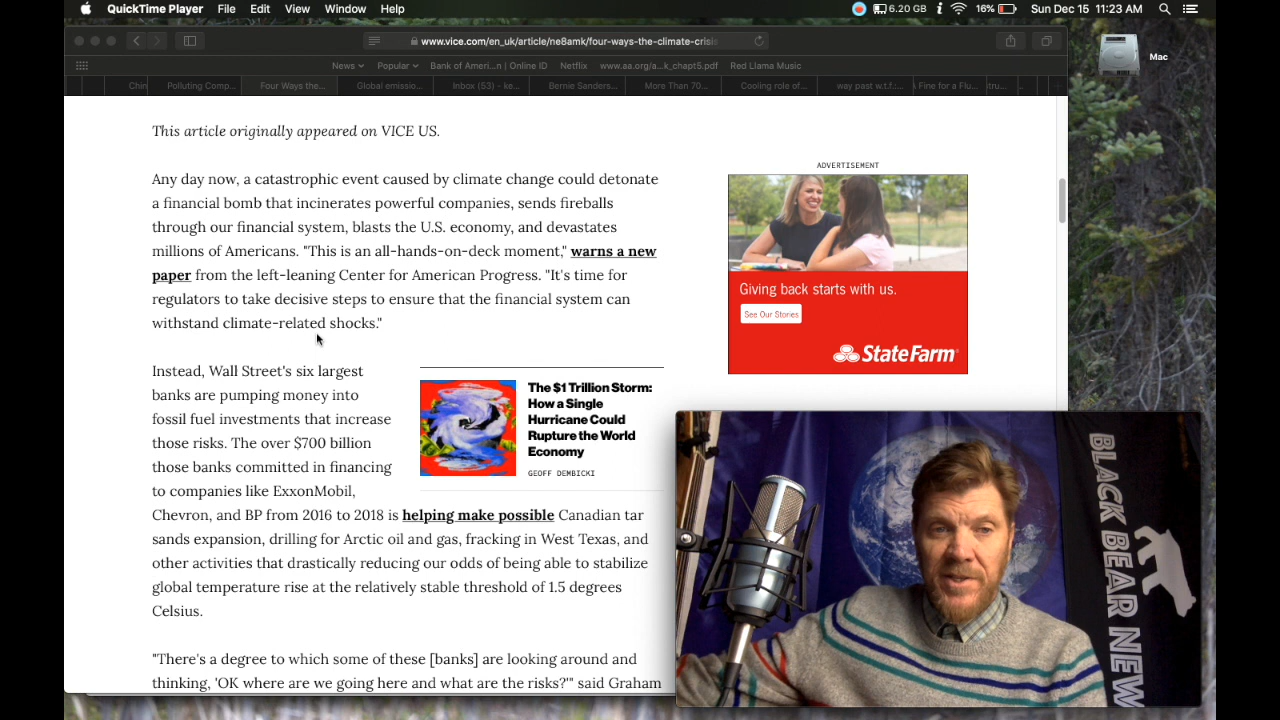 QuickTime Player File Edit View Window Help 6.20 GB 16% Sun Dec 15 11:23 AM
www.vice.com/en_uk/article/ne8amk/four-ways-the-climate-crisis
News Popular Bank of Ameri...n | Online ID Netflix www.aa.org/a...k_chapt5.pdf Red Llama Music
Polluting Comp... Four Ways the... Global emissio... Inbox (53) – ke... Bernie Sanders... More Than 70... Cooling role of... way past w.t.f.:... A Fine for a Flu...
Mac
This article originally appeared on VICE US.
Any day now, a catastrophic event caused by climate change could detonate
a financial bomb that incinerates powerful companies, sends fireballs
through our financial system, blasts the U.S. economy, and devastates
millions of Americans. "This is an all-hands-on-deck moment," warns a new
paper from the left-leaning Center for American Progress. "It's time for
regulators to take decisive steps to ensure that the financial system can
withstand climate-related shocks."
Instead, Wall Street's six largest
banks are pumping money into
fossil fuel investments that increase
those risks. The over $700 billion
those banks committed in financing
to companies like ExxonMobil,
Chevron, and BP from 2016 to 2018 is helping make possible Canadian tar
sands expansion, drilling for Arctic oil and gas, fracking in West Texas, and
other activities that drastically reducing our odds of being able to stabilize
global temperature rise at the relatively stable threshold of 1.5 degrees
Celsius.
"There's a degree to which some of these [banks] are looking around and
thinking, 'OK where are we going here and what are the risks?'" said Graham
The $1 Trillion Storm:
How a Single
Hurricane Could
Rupture the World
Economy
GEOFF DEMBICKI
ADVERTISEMENT
Giving back starts with us.
See Our Stories
StateFarm
BLACK BEAR NEW